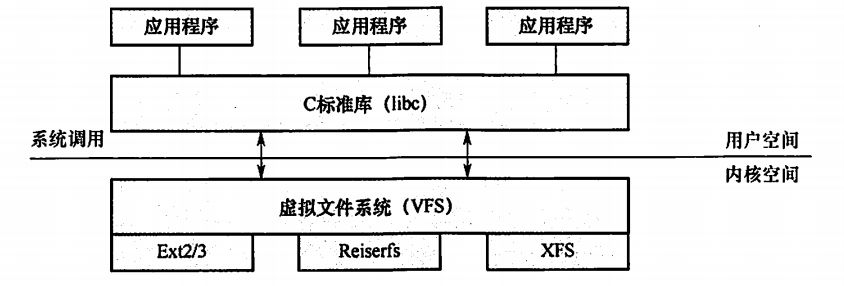 应用程序 应用程序 应用程序
C标准库（libc）
系统调用 用户空间
内核空间
虚拟文件系统（VFS）
Ext2/3 Reiserfs XFS